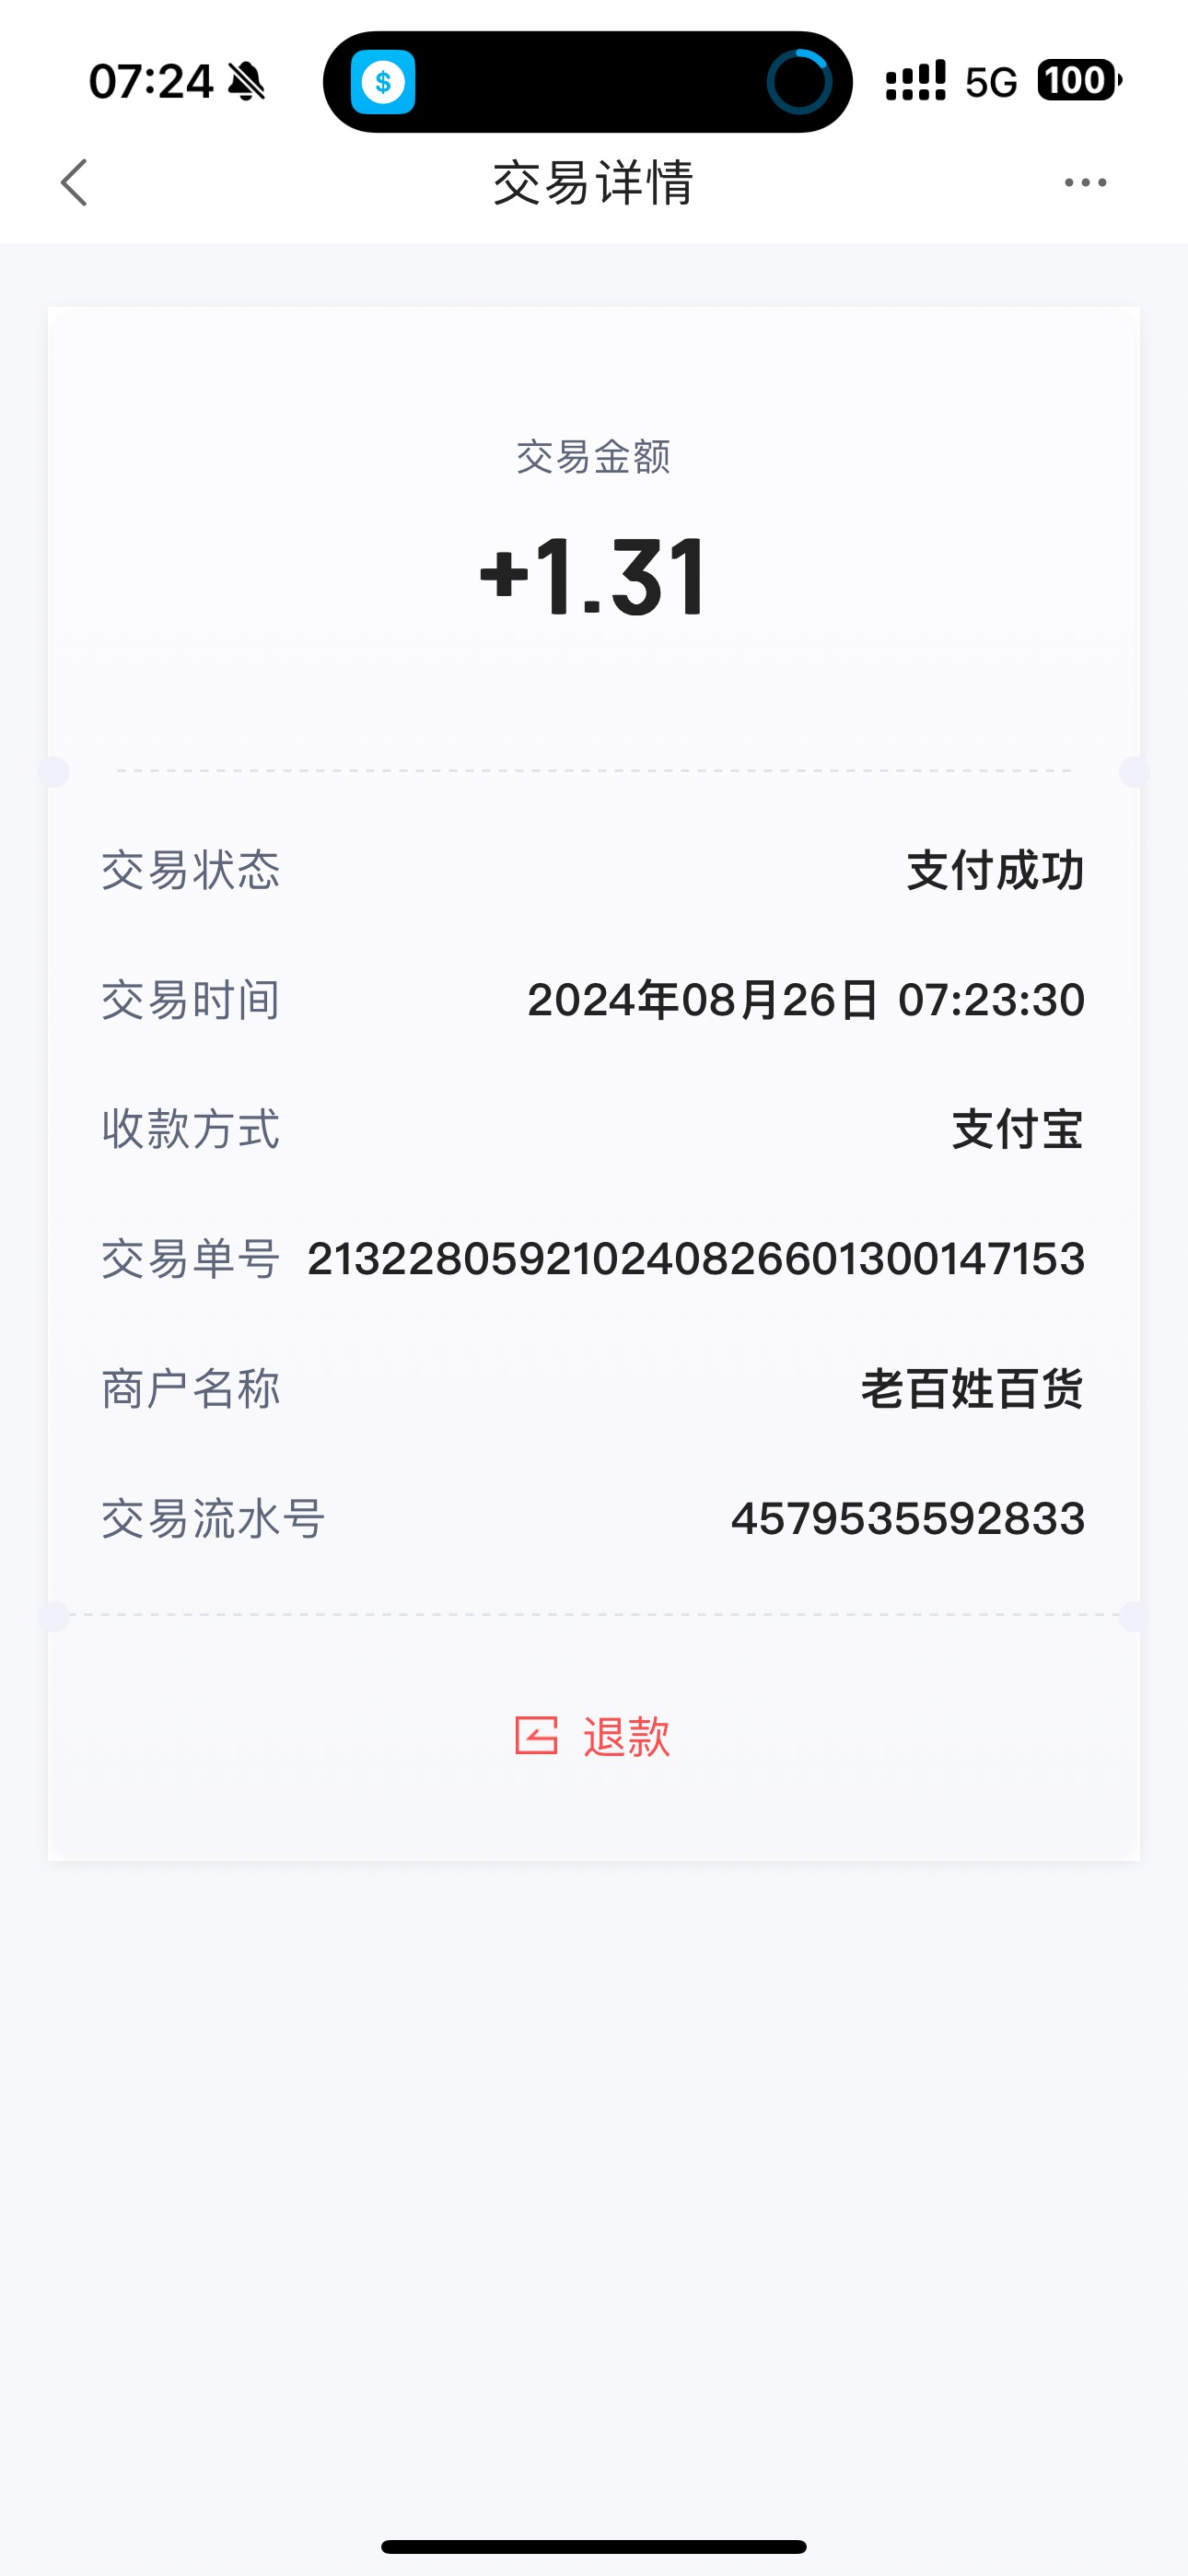 07:24 5G 100
交易详情
交易金额
+1.31
交易状态 支付成功
交易时间 2024年08月26日 07:23:30
收款方式 支付宝
交易单号 2132280592102408266013001471​53
商户名称 老百姓百货
交易流水号 4579535592833
退款